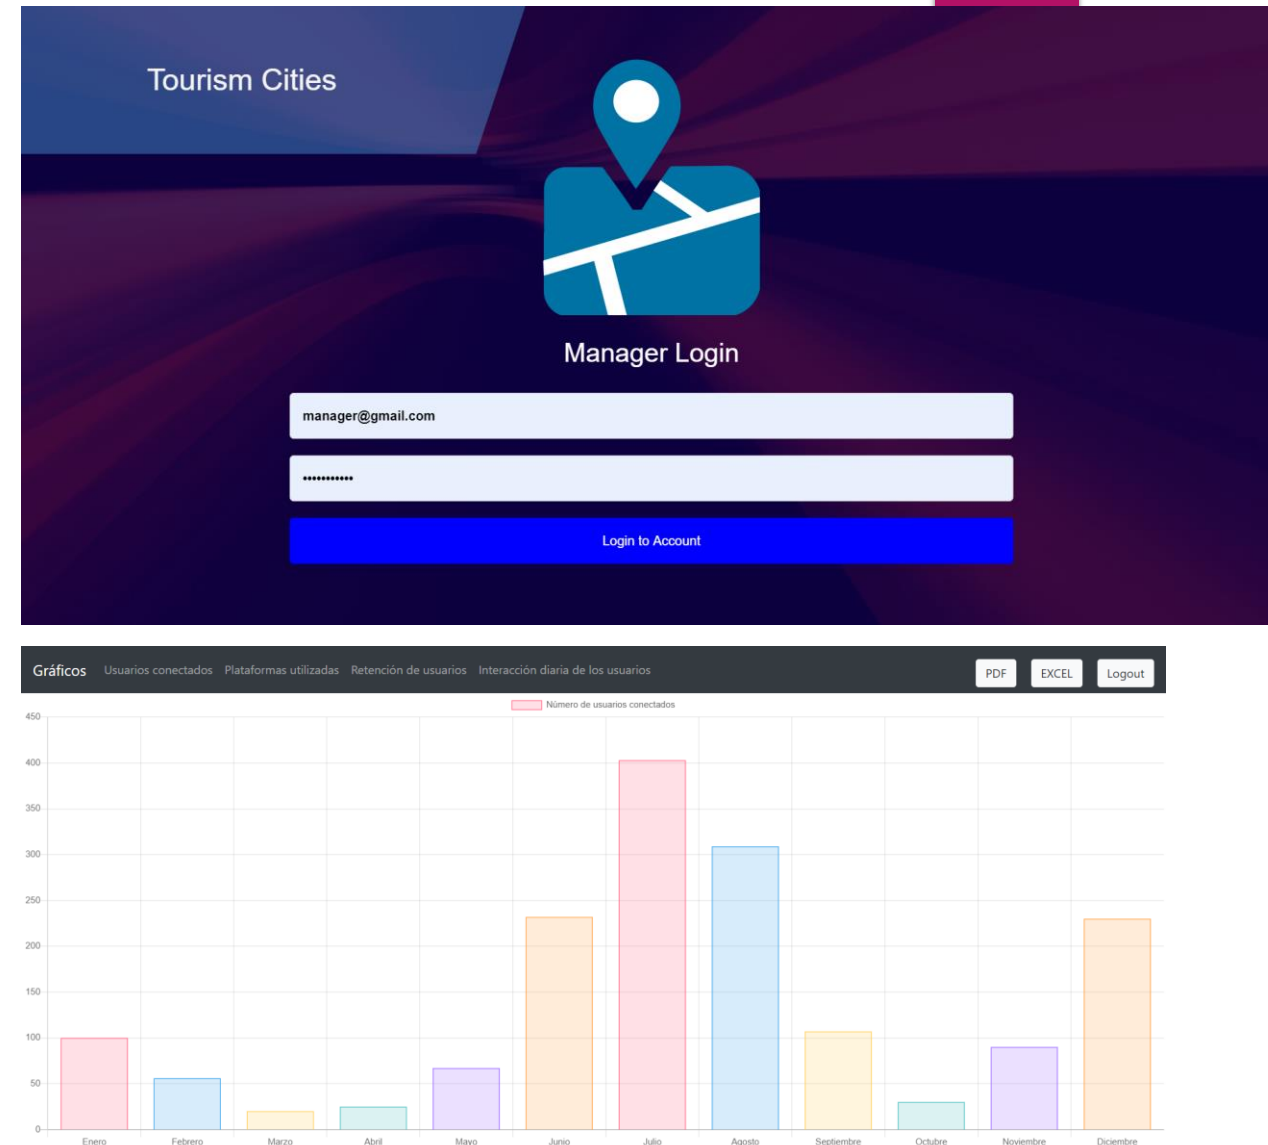 Tourism Cities
Manager Login
manager@gmail.com
•••••••••••
Login to Account
Gráficos Usuarios conectados Plataformas utilizadas Retención de usuarios Interacción diaria de los usuarios PDF EXCEL Logout
Número de usuarios conectados
450
400
350
300
250
200
150
100
50
0
Enero Febrero Marzo Abril Mayo Junio Julio Agosto Septiembre Octubre Noviembre Diciembre